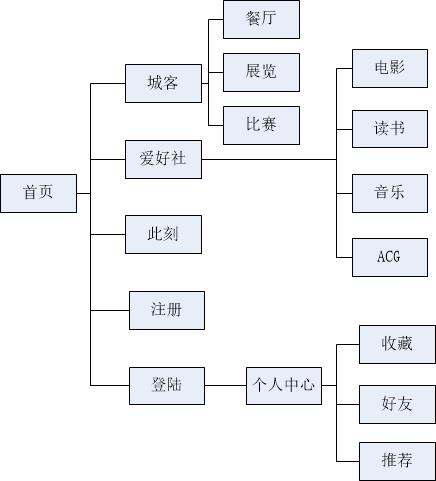 首页
城客
餐厅
展览
比赛
爱好社
电影
读书
音乐
ACG
此刻
注册
登陆
个人中心
收藏
好友
推荐